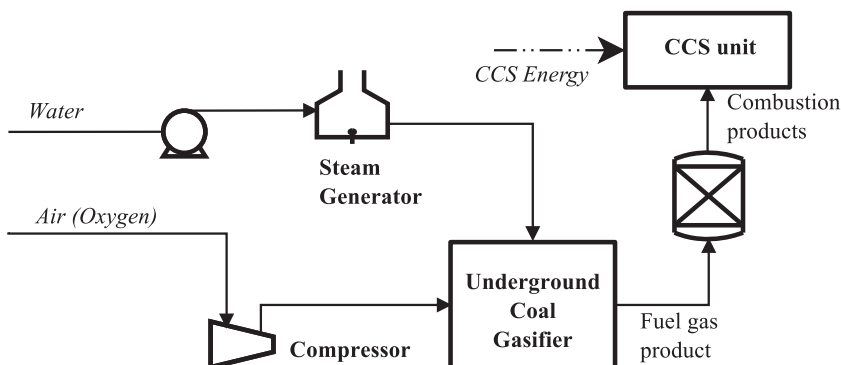 CCS unit
CCS Energy
Combustion
products
Water
Steam
Generator
Air (Oxygen)
Underground
Coal
Gasifier
Fuel gas
product
Compressor